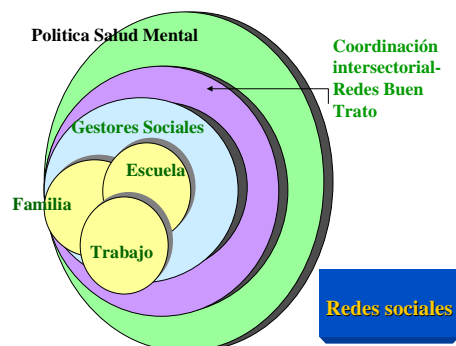 Politica Salud Mental
Coordinación
intersectorial-
Redes Buen
Trato
Gestores Sociales
Escuela
Familia
Trabajo
Redes sociales